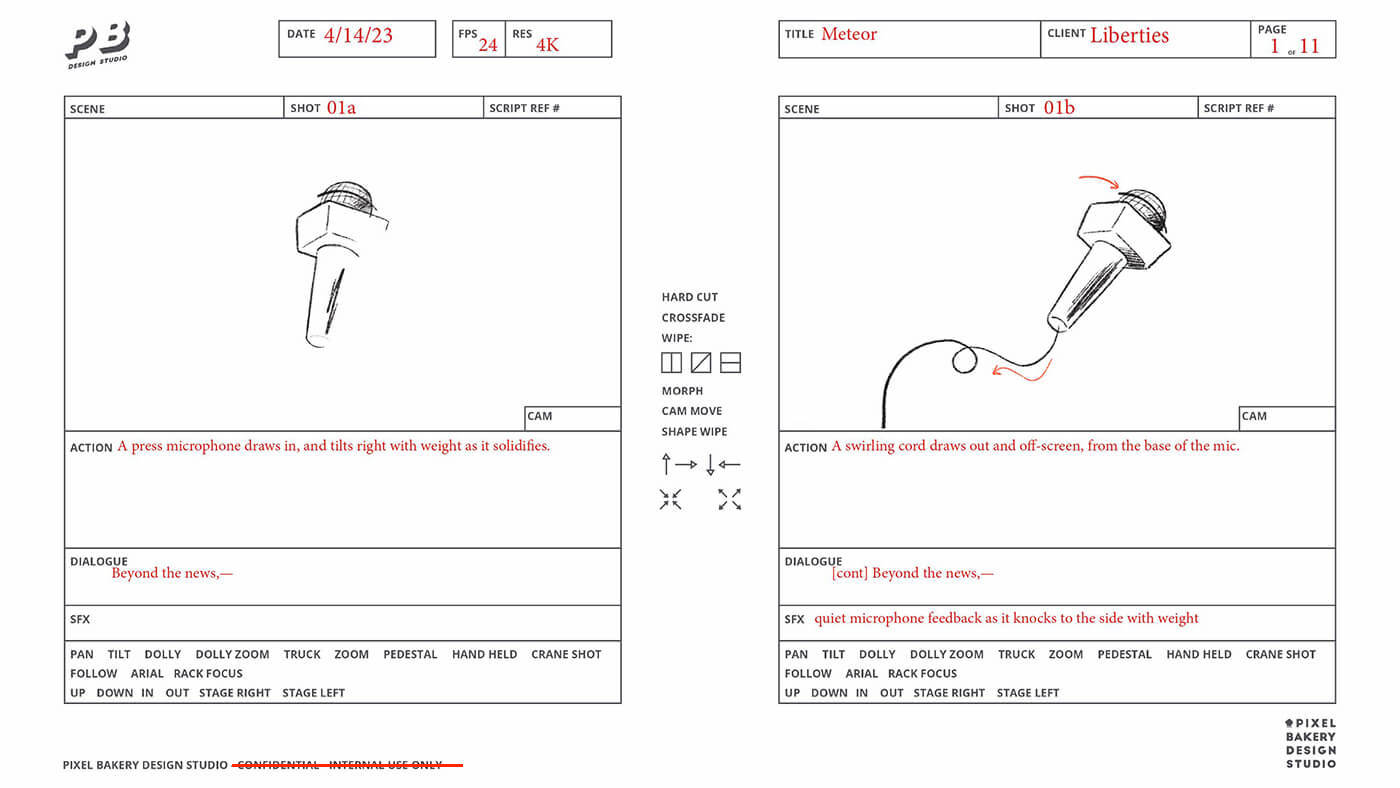 PB
DESIGN STUDIO
DATE 4/14/23
FPS 24 RES 4K
TITLE Meteor
CLIENT Liberties
PAGE
1 OF 11
SCENE SHOT 01a SCRIPT REF #
CAM
ACTION A press microphone draws in, and tilts right with weight as it solidifies.
DIALOGUE
Beyond the news,—
SFX
PAN TILT DOLLY DOLLY ZOOM TRUCK ZOOM PEDESTAL HAND HELD CRANE SHOT
FOLLOW ARIAL RACK FOCUS
UP DOWN IN OUT STAGE RIGHT STAGE LEFT
HARD CUT
CROSSFADE
WIPE:
MORPH
CAM MOVE
SHAPE WIPE
SCENE SHOT 01b SCRIPT REF #
CAM
ACTION A swirling cord draws out and off-screen, from the base of the mic.
DIALOGUE
[cont] Beyond the news,—
SFX quiet microphone feedback as it knocks to the side with weight
PAN TILT DOLLY DOLLY ZOOM TRUCK ZOOM PEDESTAL HAND HELD CRANE SHOT
FOLLOW ARIAL RACK FOCUS
UP DOWN IN OUT STAGE RIGHT STAGE LEFT
PIXEL BAKERY DESIGN STUDIO CONFIDENTIAL INTERNAL USE ONLY
PIXEL
BAKERY
DESIGN
STUDIO